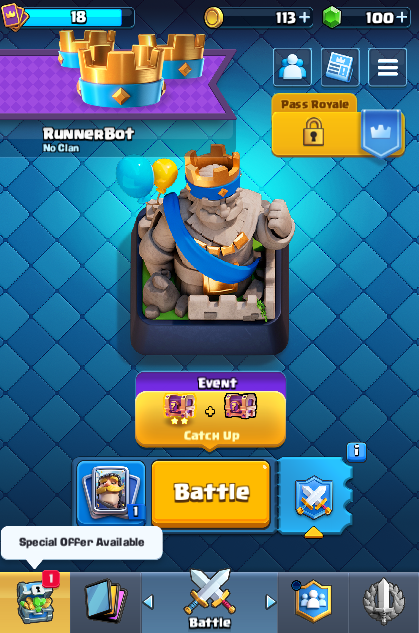 18
113 +
100 +
RUNNERBOT
No Clan
Pass Royale
Event
+
Catch Up
Battle
i
1
Special Offer Available
1
Battle